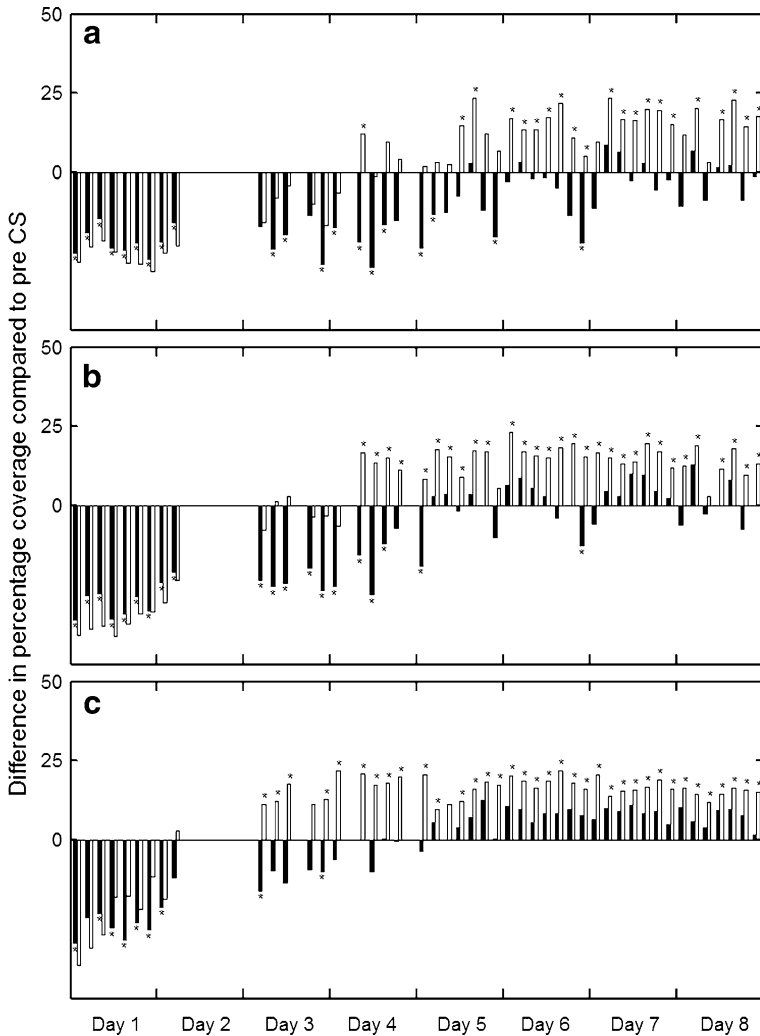 Difference in percentage coverage compared to pre CS
a
50
25
0
b
50
25
0
c
50
25
0
Day 1 Day 2 Day 3 Day 4 Day 5 Day 6 Day 7 Day 8